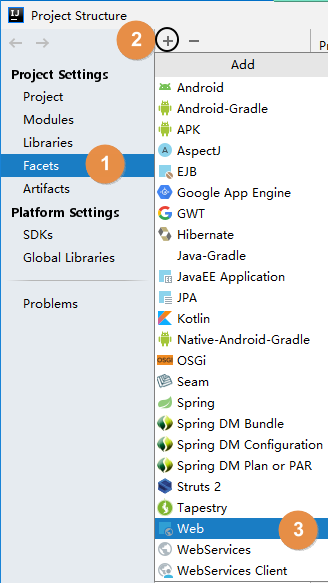 Project Structure
2
Project Settings
Project
Modules
Libraries
Facets
1
Artifacts
Platform Settings
SDKs
Global Libraries
Problems
Add
Android
Android-Gradle
APK
AspectJ
EJB
Google App Engine
GWT
Hibernate
Java-Gradle
JavaEE Application
JPA
Kotlin
Native-Android-Gradle
OSGi
Seam
Spring
Spring DM Bundle
Spring DM Configuration
Spring DM Plan or PAR
Struts 2
Tapestry
Web
3
WebServices
WebServices Client